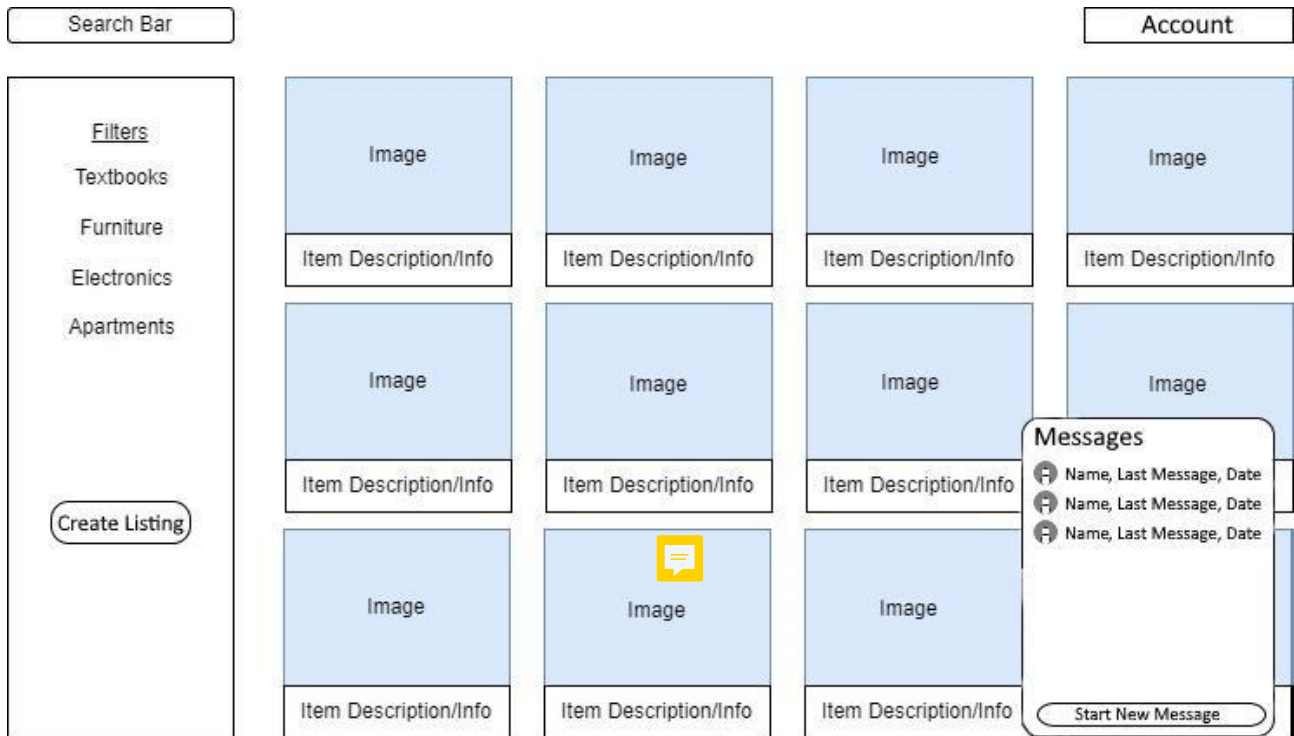 Search Bar
Account
Filters
Textbooks
Furniture
Electronics
Apartments
Create Listing
Image
Image
Image
Image
Item Description/Info
Item Description/Info
Item Description/Info
Item Description/Info
Image
Image
Image
Image
Item Description/Info
Item Description/Info
Item Description/Info
Image
Image
Image
Item Description/Info
Item Description/Info
Item Description/Info
Messages
Name, Last Message, Date
Name, Last Message, Date
Name, Last Message, Date
Start New Message